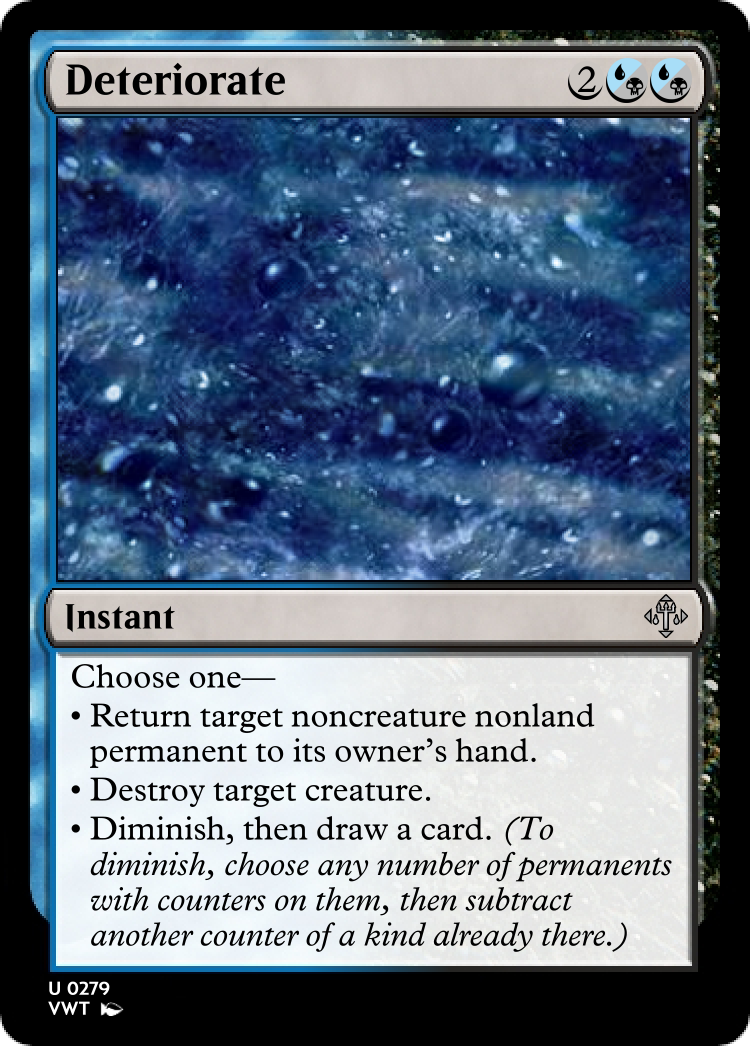 Deteriorate 2
Instant
Choose one—
• Return target noncreature nonland
permanent to its owner's hand.
• Destroy target creature.
• Diminish, then draw a card. (To
diminish, choose any number of permanents
with counters on them, then subtract
another counter of a kind already there.)
U 0279
VWT